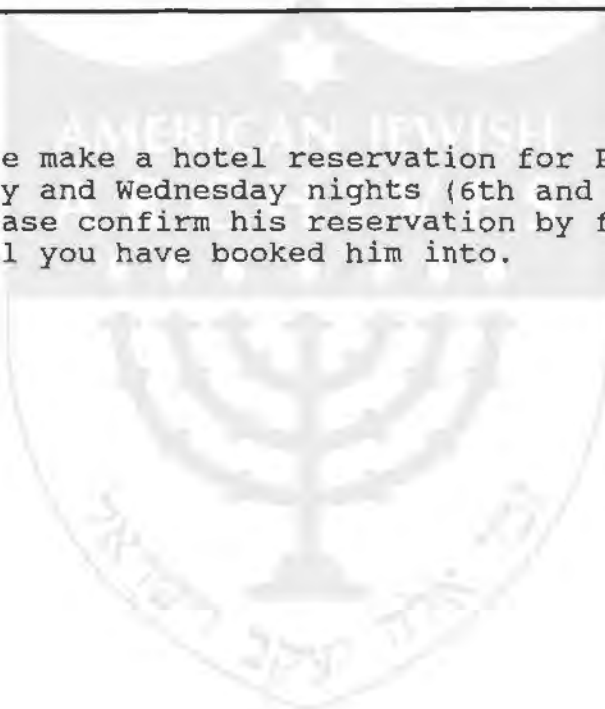 AMERICAN JEWISH
e make a hotel reservation for P
y and Wednesday nights (6th and
ase confirm his reservation by f
l you have booked him into.